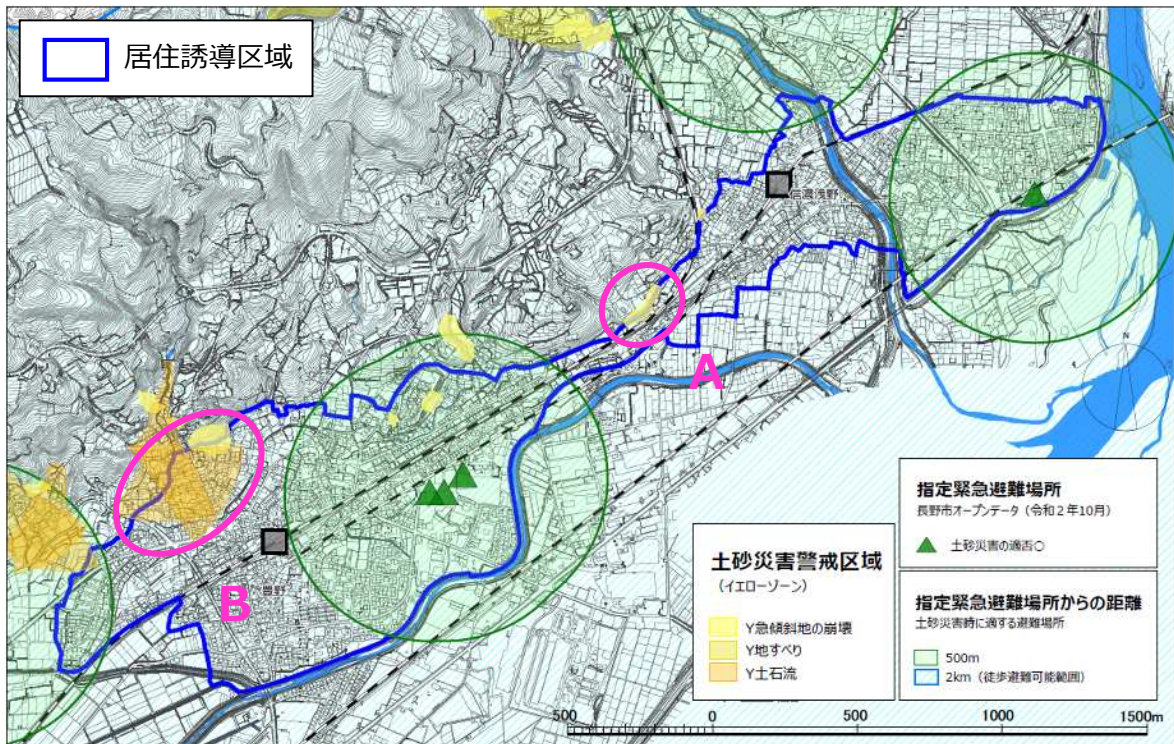 居住誘導区域
信濃浅野
A
B
豊野
N
土砂災害警戒区域
(イエローゾーン)
Y急傾斜地の崩壊
Y地すべり
Y土石流
指定緊急避難場所
長野市オープンデータ(令和2年10月)
土砂災害の適否○
指定緊急避難場所からの距離
土砂災害時に適する避難場所
500m
2km(徒歩避難可能範囲)
500 0 500 1000 1500m